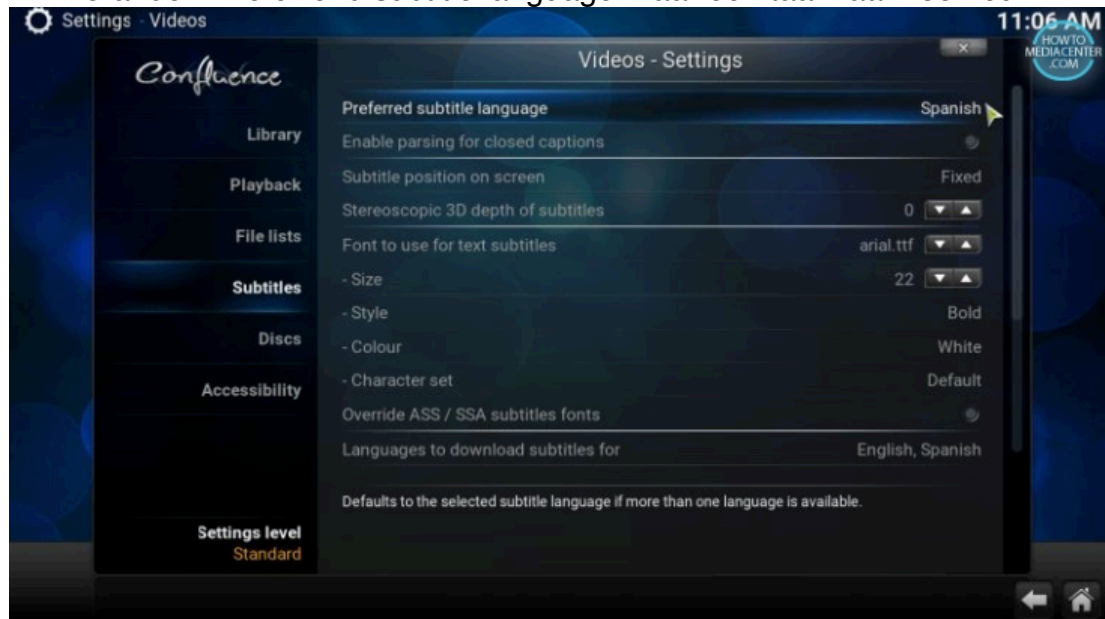 Settings - Videos
11:06 AM
HOWTO
MEDIACENTER
.COM
Confluence
Videos - Settings
Library
Playback
File lists
Subtitles
Discs
Accessibility
Settings level
Standard
Preferred subtitle language Spanish
Enable parsing for closed captions
Subtitle position on screen Fixed
Stereoscopic 3D depth of subtitles 0
Font to use for text subtitles arial.ttf
- Size 22
- Style Bold
- Colour White
- Character set Default
Override ASS / SSA subtitles fonts
Languages to download subtitles for English, Spanish
Defaults to the selected subtitle language if more than one language is available.